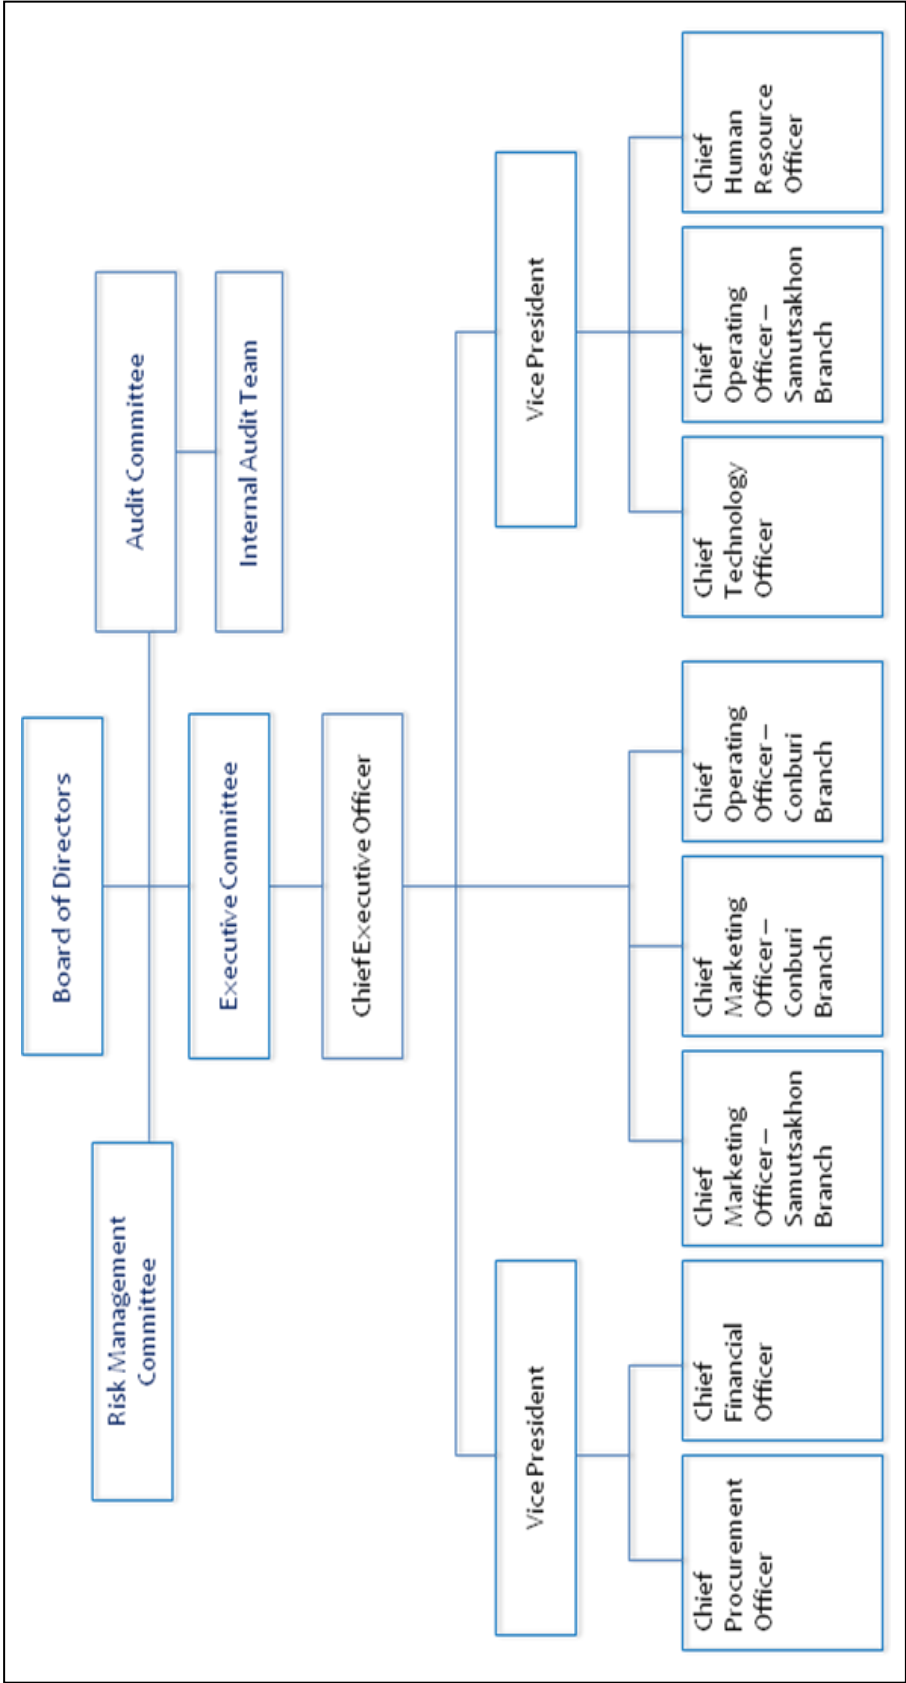 Board of Directors
Risk Management
Committee
Audit Committee
Executive Committee
Internal Audit Team
Chief Executive Officer
Vice President
Vice President
Chief
Procurement
Officer
Chief
Financial
Officer
Chief
Marketing
Officer –
Samutsakhon
Branch
Chief
Marketing
Officer –
Conburi
Branch
Chief
Operating
Officer –
Conburi
Branch
Chief
Technology
Officer
Chief
Operating
Officer –
Samutsakhon
Branch
Chief
Human
Resource
Officer